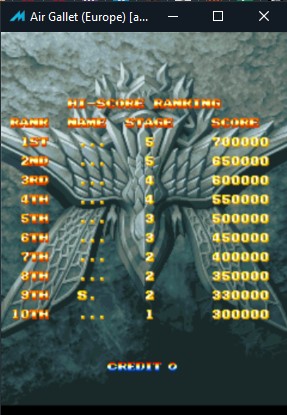 Air Gallet (Europe) [a...
HI-SCORE RANKING
RANK NAME STAGE SCORE
1ST ... 5 700000
2ND ... 5 650000
3RD ... 4 600000
4TH ... 4 550000
5TH ... 3 500000
6TH ... 3 450000
7TH ... 2 400000
8TH ... 2 350000
9TH S. 2 330000
10TH ... 1 300000
CREDIT 0